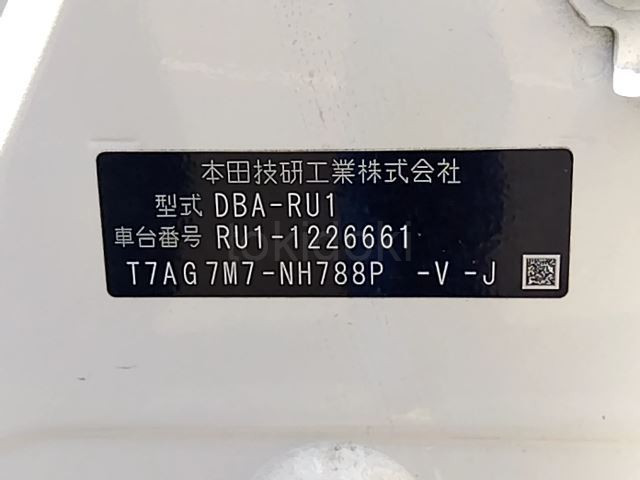 本田技研工業株式会社
型式 DBA-RU1
車台番号 RU1-1226661
T7AG7M7-NH788P -V -J